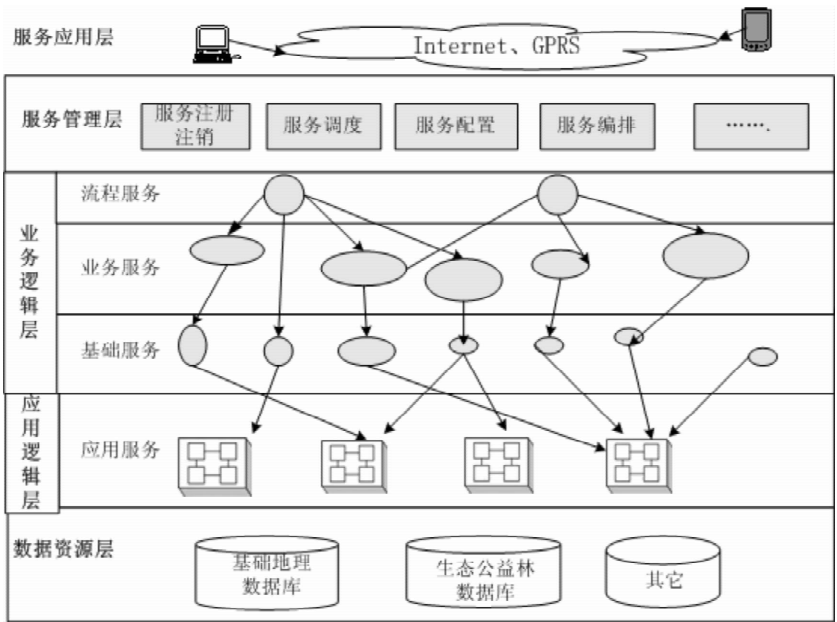 服务应用层
Internet、GPRS
服务管理层
服务注册
注销
服务调度
服务配置
服务编排
…….
业务逻辑层
流程服务
业务服务
基础服务
应用逻辑层
应用服务
数据资源层
基础地理
数据库
生态公益林
数据库
其它